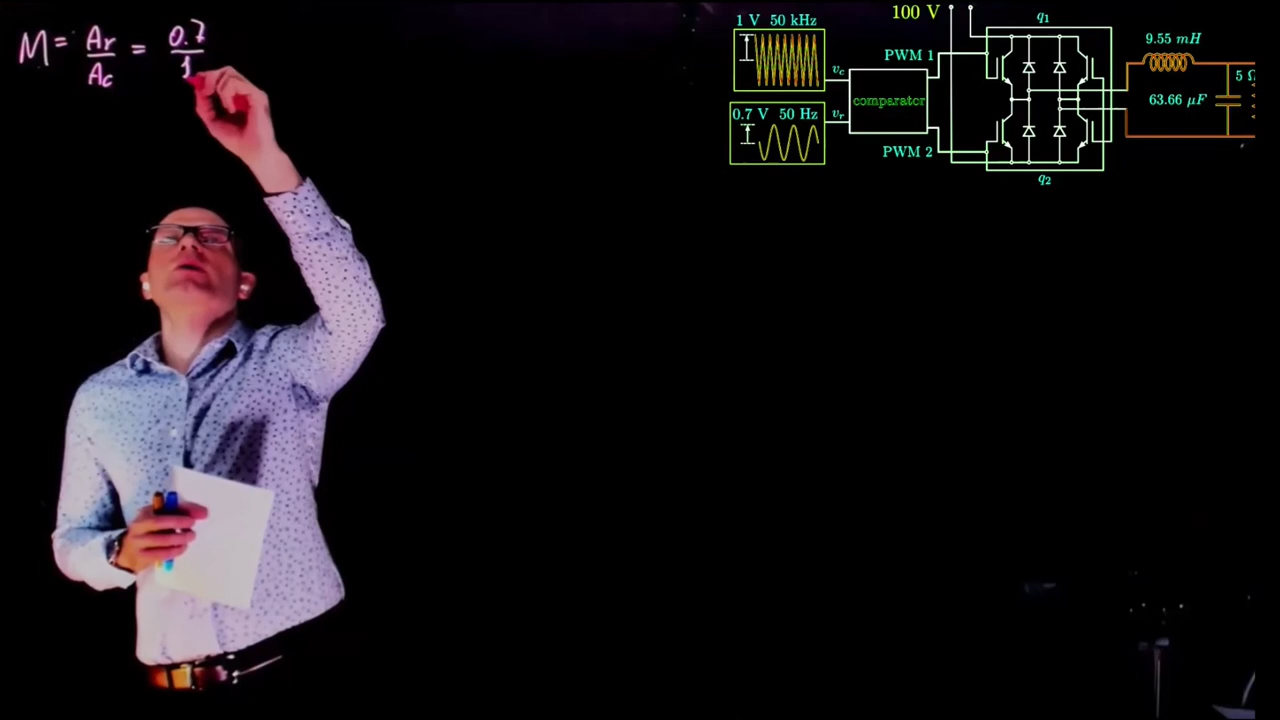 M = Ar/Ac = 0.7/1
100 V
1 V 50 kHz
PWM 1
vc
comparator
0.7 V 50 Hz
vr
PWM 2
q1
q2
9.55 mH
63.66 μF
5 Ω